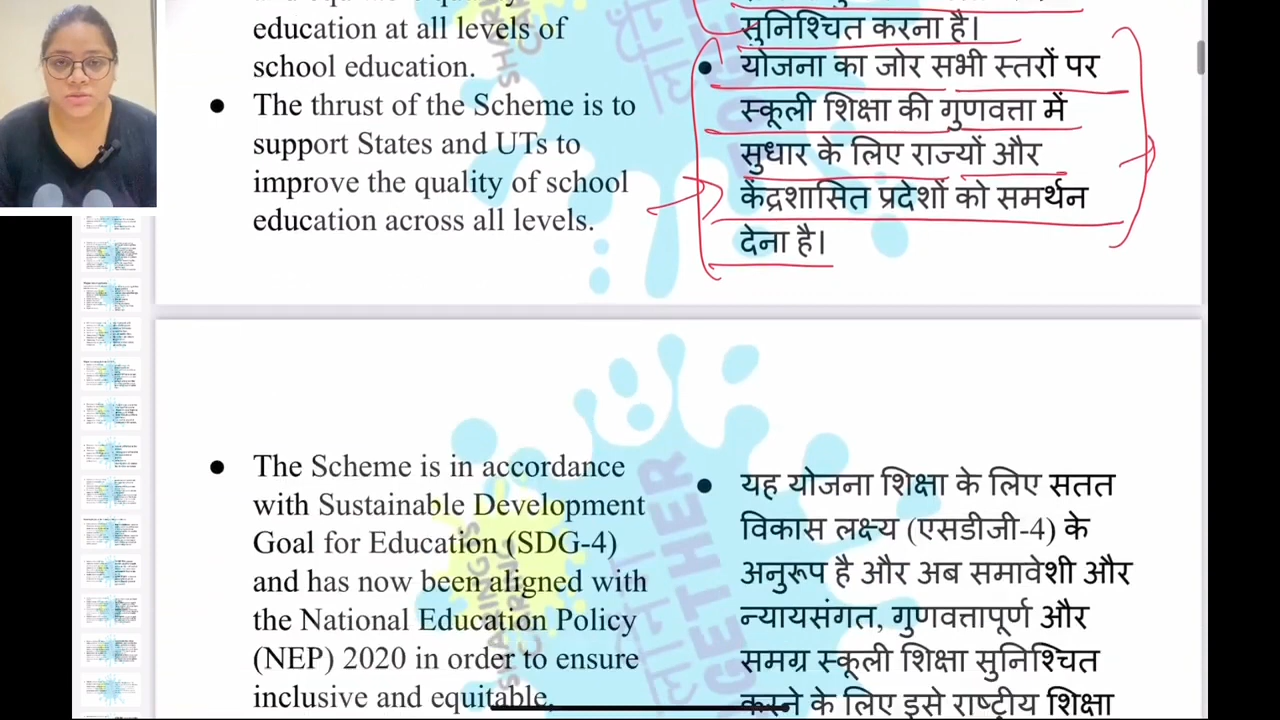 education at all levels of
school education.
● The thrust of the Scheme is to
support States and UTs to
improve the quality of school
education across all levels.
सुनिश्चित करना है।
● योजना का जोर सभी स्तरों पर
स्कूली शिक्षा की गुणवत्ता में
सुधार के लिए राज्यों और
केंद्रशासित प्रदेशों को समर्थन
देना है।
● The Scheme is in accordance
with Sustainable Development
Goal for Education (SDG-4)
and has now been aligned with
the National Education Policy
(NEP) 2020 in order to ensure
inclusive and equitable,
● यह योजना शिक्षा के लिए सतत
विकास लक्ष्य (एसडीजी-4) के
अनुरूप है और अब समावेशी और
न्यायसंगत, गुणवत्तापूर्ण और
समग्र स्कूली शिक्षा सुनिश्चित
करने के लिए इसे राष्ट्रीय शिक्षा